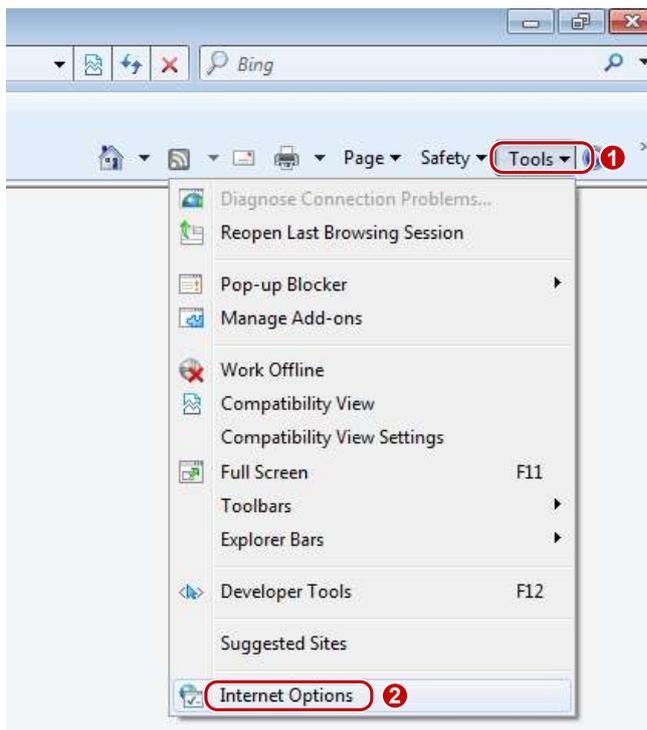 Bing
Page Safety Tools 1
Diagnose Connection Problems...
Reopen Last Browsing Session
Pop-up Blocker
Manage Add-ons
Work Offline
Compatibility View
Compatibility View Settings
Full Screen F11
Toolbars
Explorer Bars
Developer Tools F12
Suggested Sites
Internet Options 2